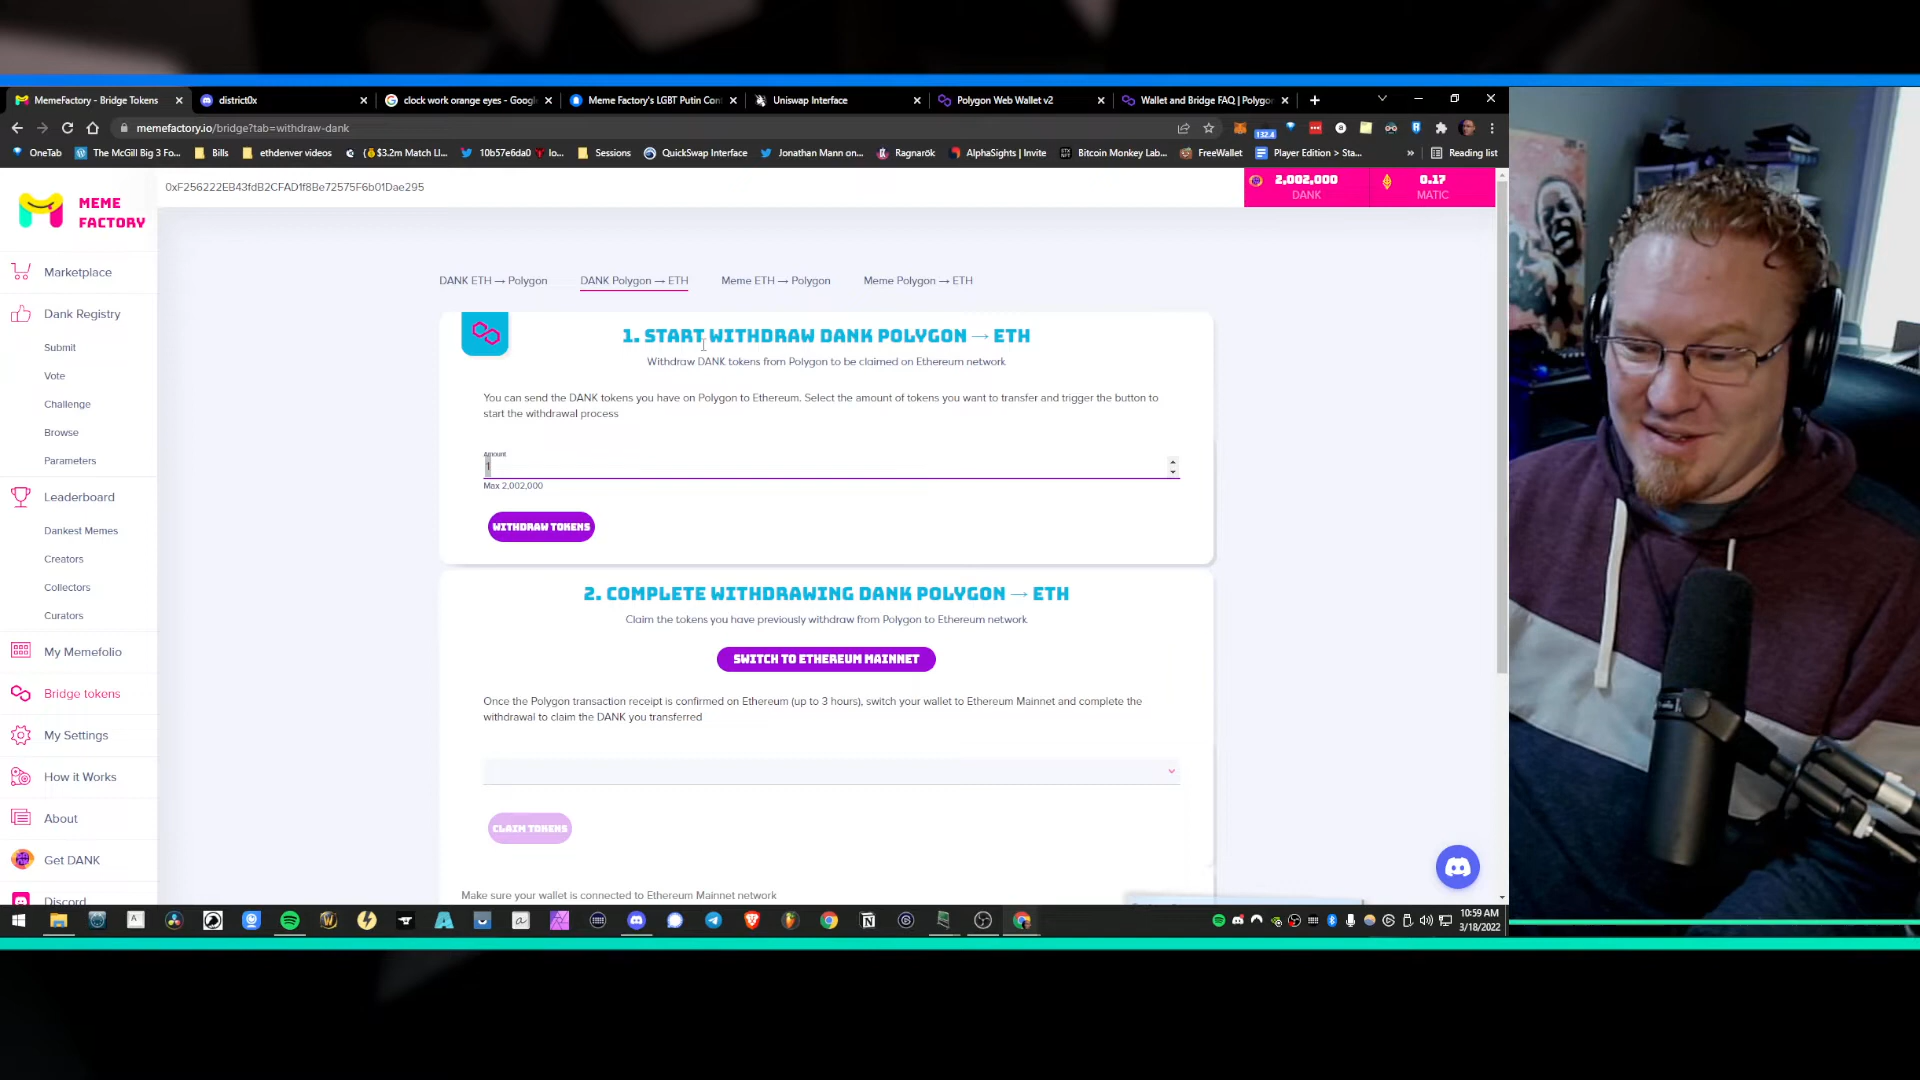 MemeFactory - Bridge Tokens
district0x
clock work orange eyes - Googl
Meme Factory's LGBT Putin Cont
Uniswap Interface
Polygon Web Wallet v2
Wallet and Bridge FAQ | Polygo
memefactory.io/bridge?tab=withdraw-dank
132.4
OneTab
The McGill Big 3 Fo...
Bills
ethdenver videos
$3.2m Match LI...
10b57e6da0
lo...
Sessions
QuickSwap Interface
Jonathan Mann on...
Ragnarök
AlphaSights | Invite
Bitcoin Monkey Lab...
FreeWallet
Player Edition > Sta...
»
Reading list
MEME
FACTORY
0xF256222EB43fdB2CFAD1f8Be72575F6b01Dae295
2,002,000
DANK
0.17
MATIC
Marketplace
Dank Registry
Submit
Vote
Challenge
Browse
Parameters
Leaderboard
Dankest Memes
Creators
Collectors
Curators
My Memefolio
Bridge tokens
My Settings
How it Works
About
Get DANK
Discord
DANK ETH → Polygon
DANK Polygon → ETH
Meme ETH → Polygon
Meme Polygon → ETH
1. START WITHDRAW DANK POLYGON → ETH
Withdraw DANK tokens from Polygon to be claimed on Ethereum network
You can send the DANK tokens you have on Polygon to Ethereum. Select the amount of tokens you want to transfer and trigger the button to
start the withdrawal process
Amount
1
Max 2,002,000
WITHDRAW TOKENS
2. COMPLETE WITHDRAWING DANK POLYGON → ETH
Claim the tokens you have previously withdraw from Polygon to Ethereum network
SWITCH TO ETHEREUM MAINNET
Once the Polygon transaction receipt is confirmed on Ethereum (up to 3 hours), switch your wallet to Ethereum Mainnet and complete the
withdrawal to claim the DANK you transferred
CLAIM TOKENS
Make sure your wallet is connected to Ethereum Mainnet network
10:59 AM
3/18/2022